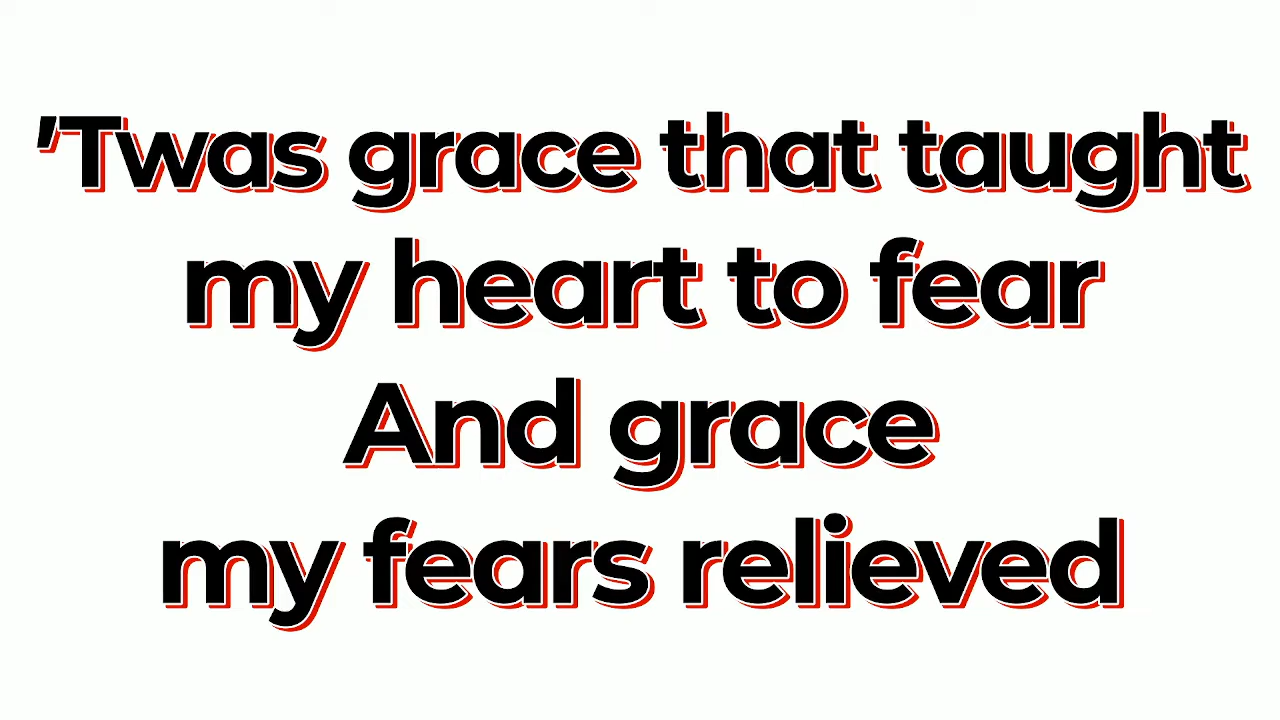 'Twas grace that taught
my heart to fear
And grace
my fears relieved